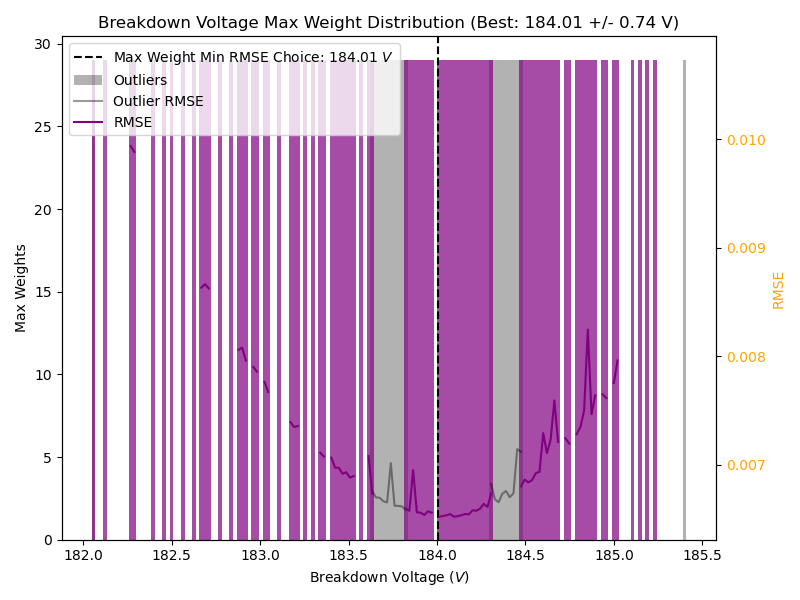 Breakdown Voltage Max Weight Distribution (Best: 184.01 +/- 0.74 V)
Max Weight Min RMSE Choice: 184.01 V
Outliers
Outlier RMSE
RMSE
30
25
20
15
10
5
0
Max Weights
0.010
0.009
0.008
0.007
RMSE
182.0 182.5 183.0 183.5 184.0 184.5 185.0 185.5
Breakdown Voltage (V)